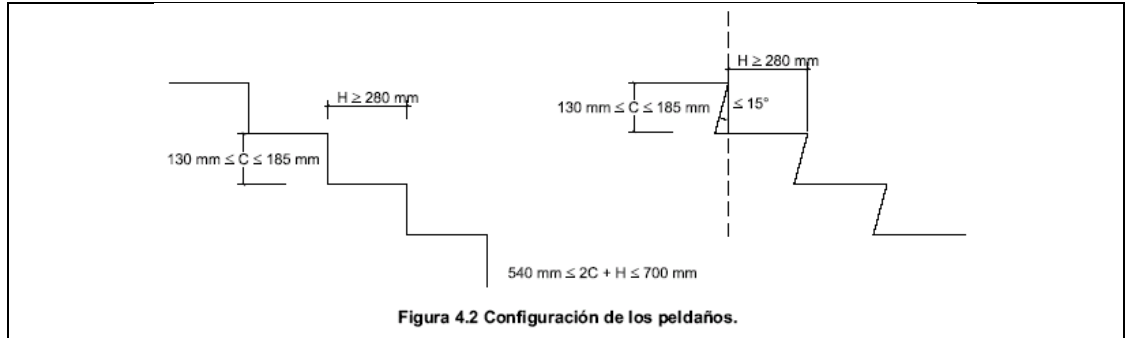 H ≥ 280 mm
130 mm ≤ C ≤ 185 mm
H ≥ 280 mm
130 mm ≤ C ≤ 185 mm
≤ 15°
540 mm ≤ 2C + H ≤ 700 mm
Figura 4.2 Configuración de los peldaños.